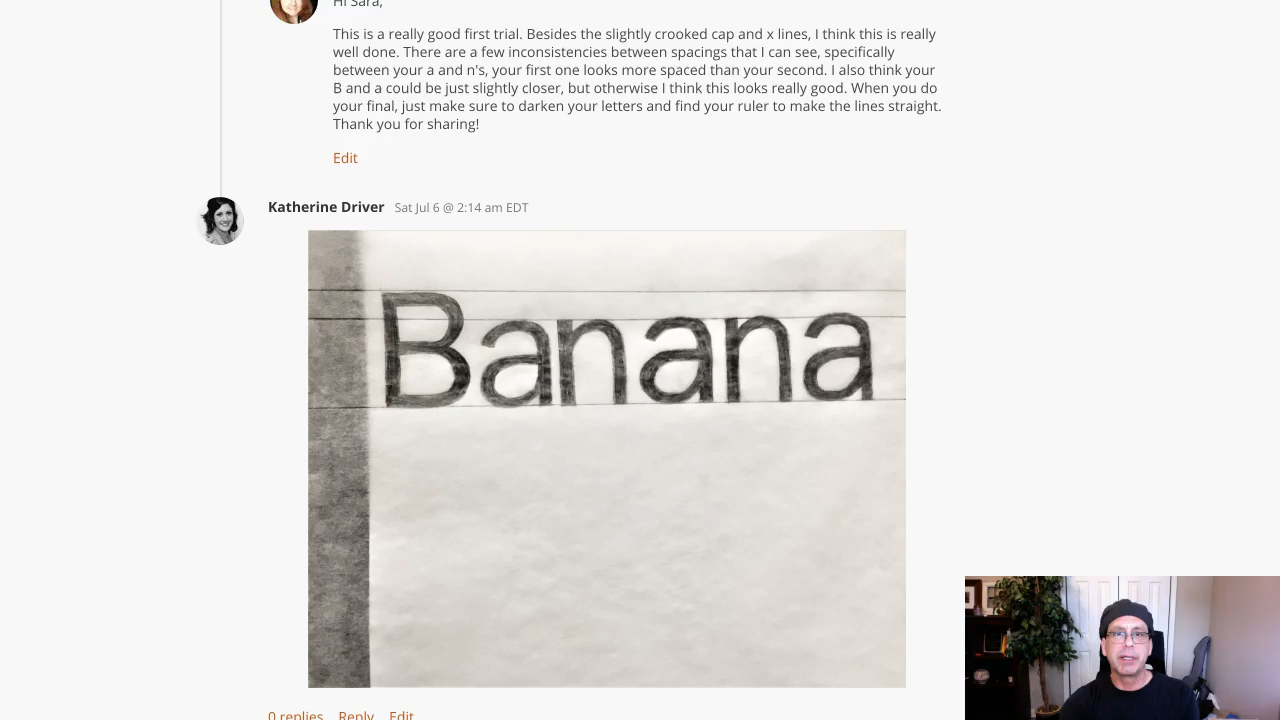 Hi Sara,
This is a really good first trial. Besides the slightly crooked cap and x lines, I think this is really
well done. There are a few inconsistencies between spacings that I can see, specifically
between your a and n's, your first one looks more spaced than your second. I also think your
B and a could be just slightly closer, but otherwise I think this looks really good. When you do
your final, just make sure to darken your letters and find your ruler to make the lines straight.
Thank you for sharing!
Edit
Katherine Driver Sat Jul 6 @ 2:14 am EDT
Banana
0 replies Reply Edit